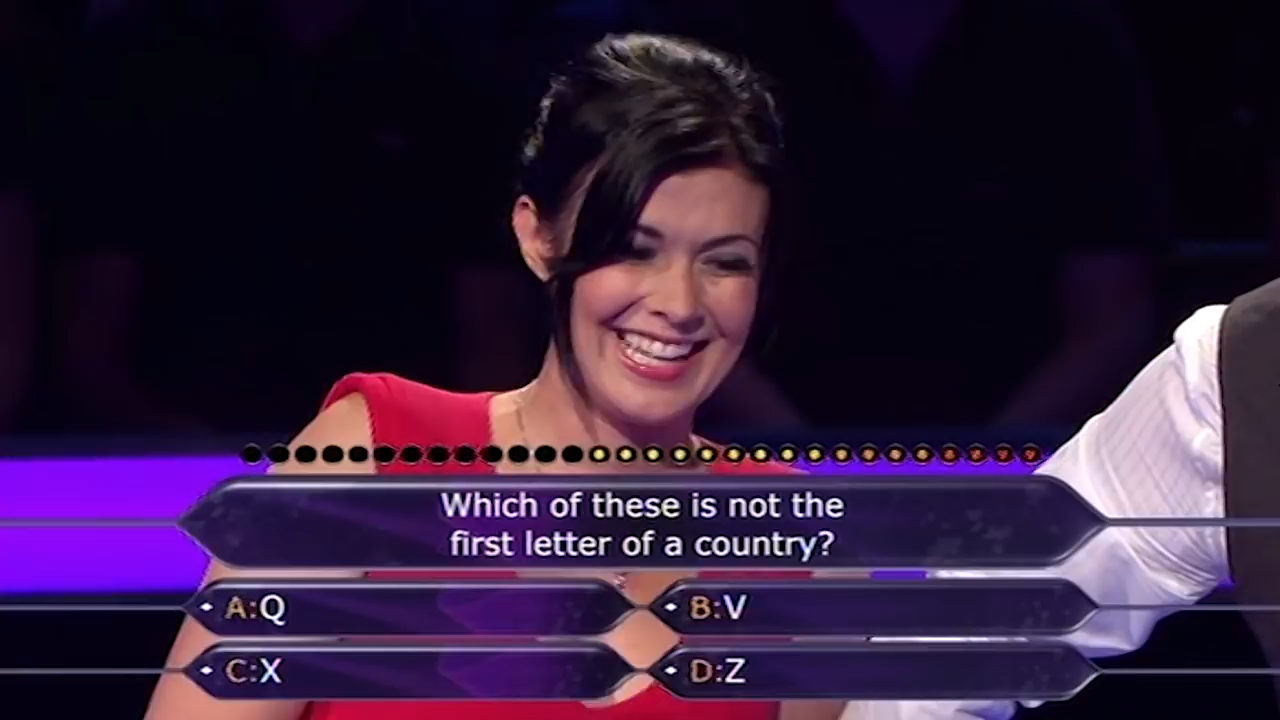 Which of these is not the
first letter of a country?
A:Q
B:V
C:X
D:Z